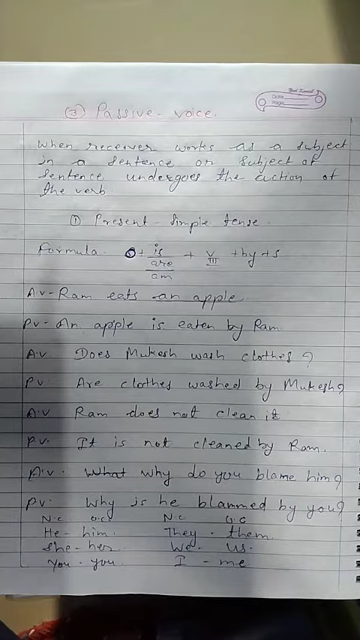 ② Passive-voice.
Date
Page
When receiver works as a subject
in a sentence or subject of
sentence undergoes the action of
the verb
① Present Simple tense
Formula- O + is/are/am + V III + by + S
A.V- Ram eats an apple
P.V- An apple is eaten by Ram
A.V Does Mukesh wash clothes?
P.V. Are clothes washed by Mukesh?
A.V Ram does not clean it
P.V. It is not cleaned by Ram.
A.V. What why do you blame him?
P.V. Why is he blammed by you?
N.C O.C N.C O.C
He- him. They- them.
She- her We- us.
You- you I - me